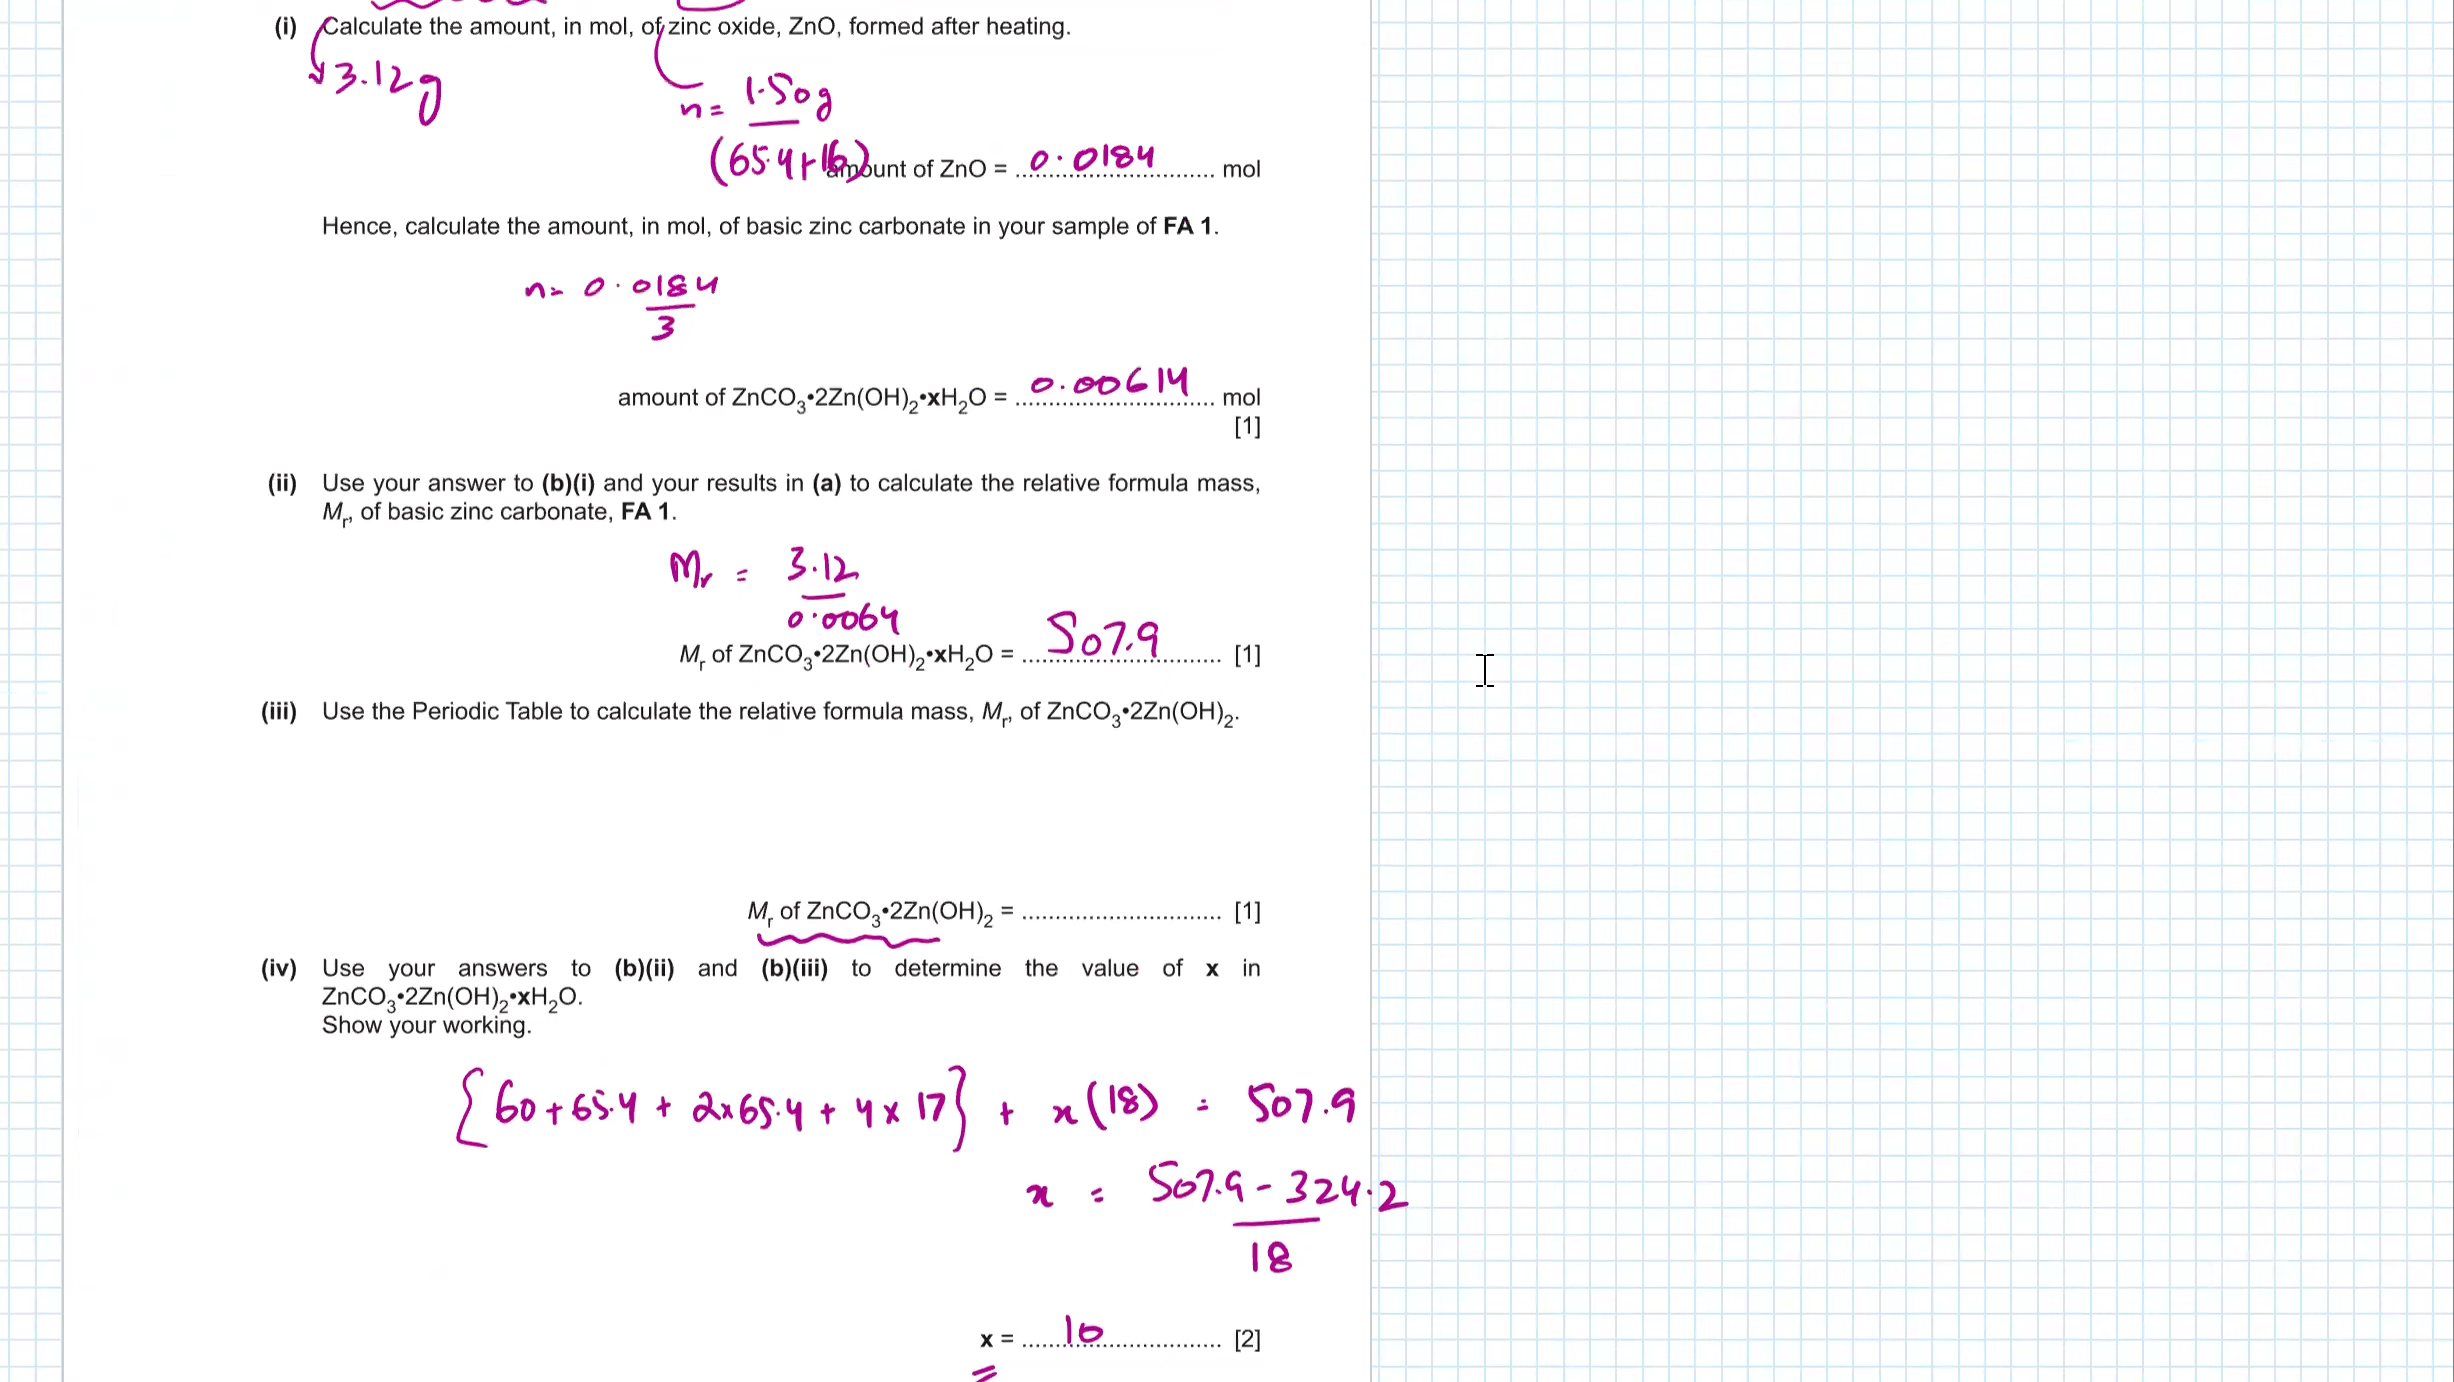 (i) Calculate the amount, in mol, of zinc oxide, ZnO, formed after heating.
3.12g
n= 1.50g
(65.4+16)
amount of ZnO = 0.0184 mol
Hence, calculate the amount, in mol, of basic zinc carbonate in your sample of FA 1.
n= 0.0184
3
amount of ZnCO3•2Zn(OH)2•xH2O = 0.00614 mol
[1]
(ii) Use your answer to (b)(i) and your results in (a) to calculate the relative formula mass,
Mr, of basic zinc carbonate, FA 1.
Mr = 3.12
0.0064
Mr of ZnCO3•2Zn(OH)2•xH2O = 507.9 [1]
(iii) Use the Periodic Table to calculate the relative formula mass, Mr, of ZnCO3•2Zn(OH)2.
Mr of ZnCO3•2Zn(OH)2 = [1]
(iv) Use your answers to (b)(ii) and (b)(iii) to determine the value of x in
ZnCO3•2Zn(OH)2•xH2O.
Show your working.
{60+65.4 + 2x65.4 + 4x17} + x(18) = 507.9
x = 507.9 - 324.2
18
x = 10 [2]